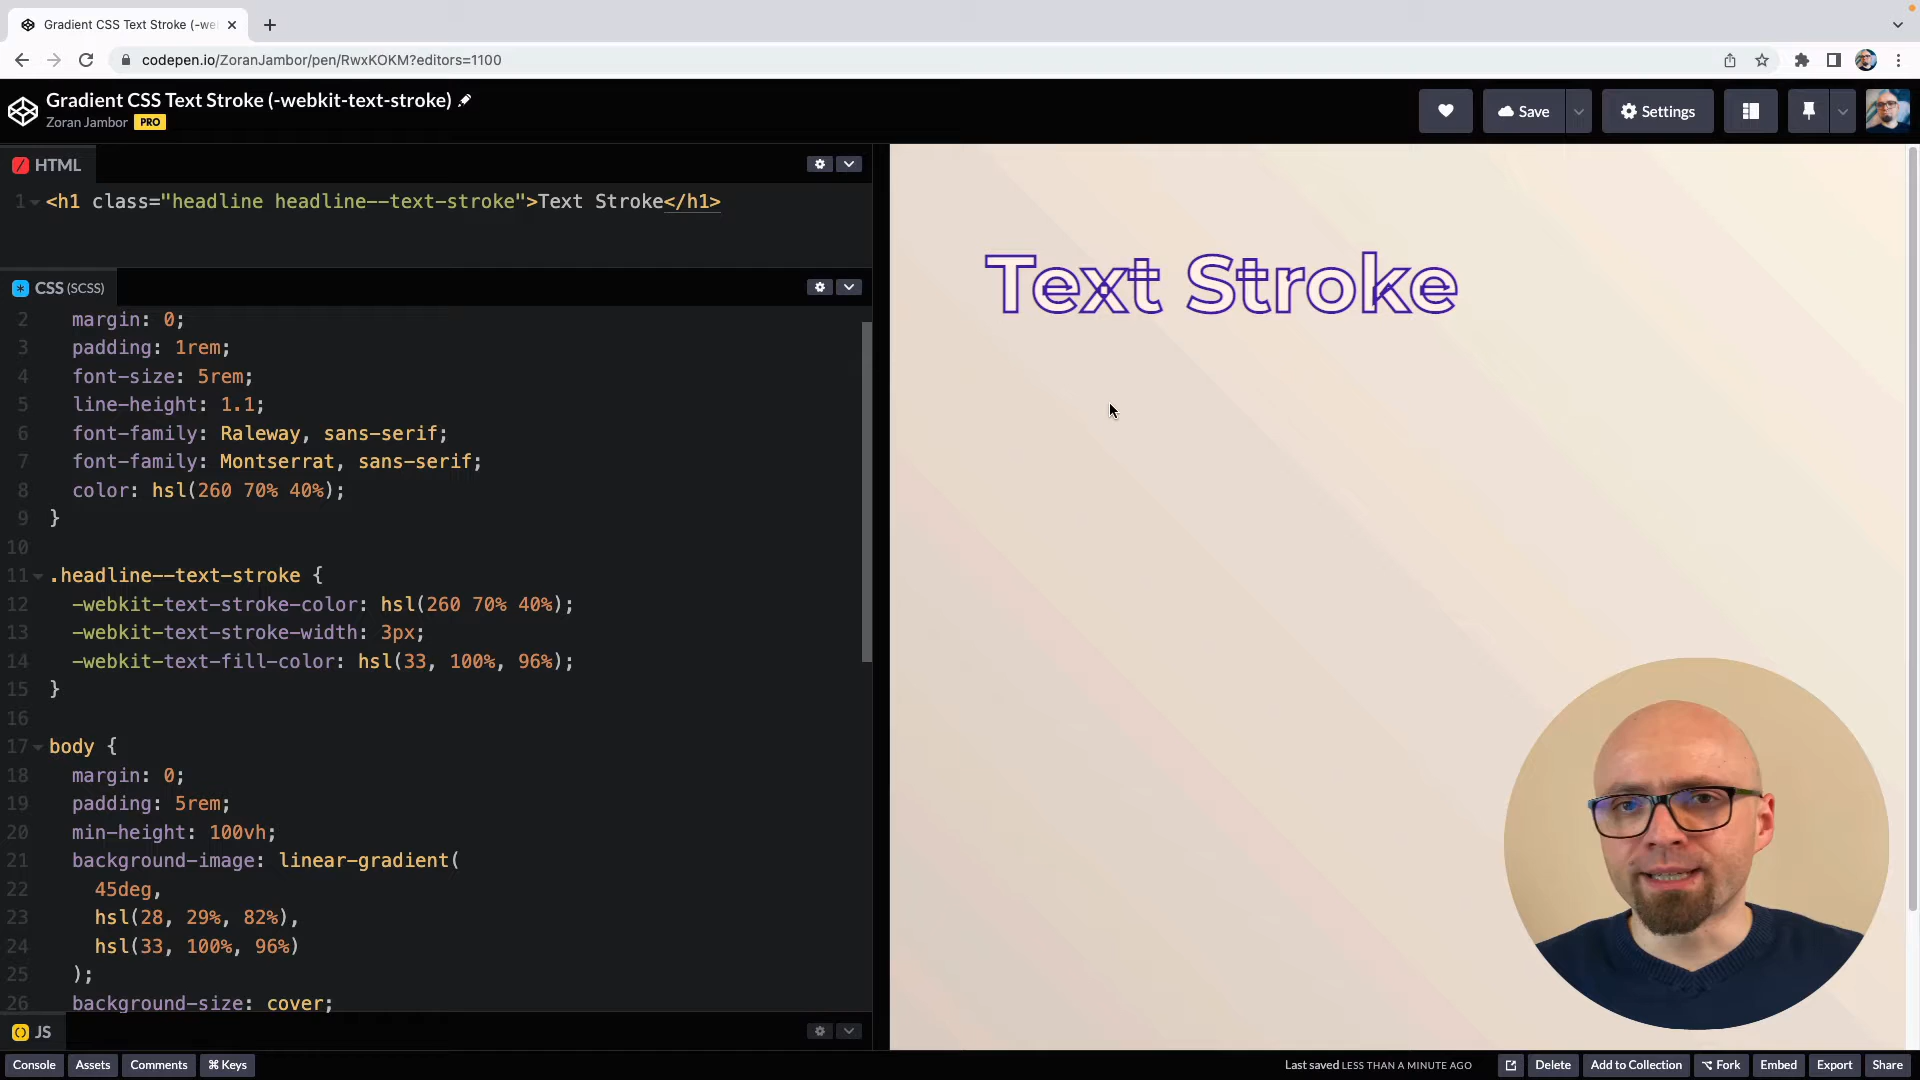 Gradient CSS Text Stroke (-we
codepen.io/ZoranJambor/pen/RwxKOKM?editors=1100
Gradient CSS Text Stroke (-webkit-text-stroke)
Zoran Jambor PRO
Save
Settings
HTML
1 <h1 class="headline headline--text-stroke">Text Stroke</h1>
CSS (SCSS)
2 margin: 0;
3 padding: 1rem;
4 font-size: 5rem;
5 line-height: 1.1;
6 font-family: Raleway, sans-serif;
7 font-family: Montserrat, sans-serif;
8 color: hsl(260 70% 40%);
9 }
10
11 .headline--text-stroke {
12 -webkit-text-stroke-color: hsl(260 70% 40%);
13 -webkit-text-stroke-width: 3px;
14 -webkit-text-fill-color: hsl(33, 100%, 96%);
15 }
16
17 body {
18 margin: 0;
19 padding: 5rem;
20 min-height: 100vh;
21 background-image: linear-gradient(
22 45deg,
23 hsl(28, 29%, 82%),
24 hsl(33, 100%, 96%)
25 );
26 background-size: cover;
JS
Text Stroke
Console Assets Comments ⌘ Keys
Last saved LESS THAN A MINUTE AGO Delete Add to Collection ⌥ Fork Embed Export Share